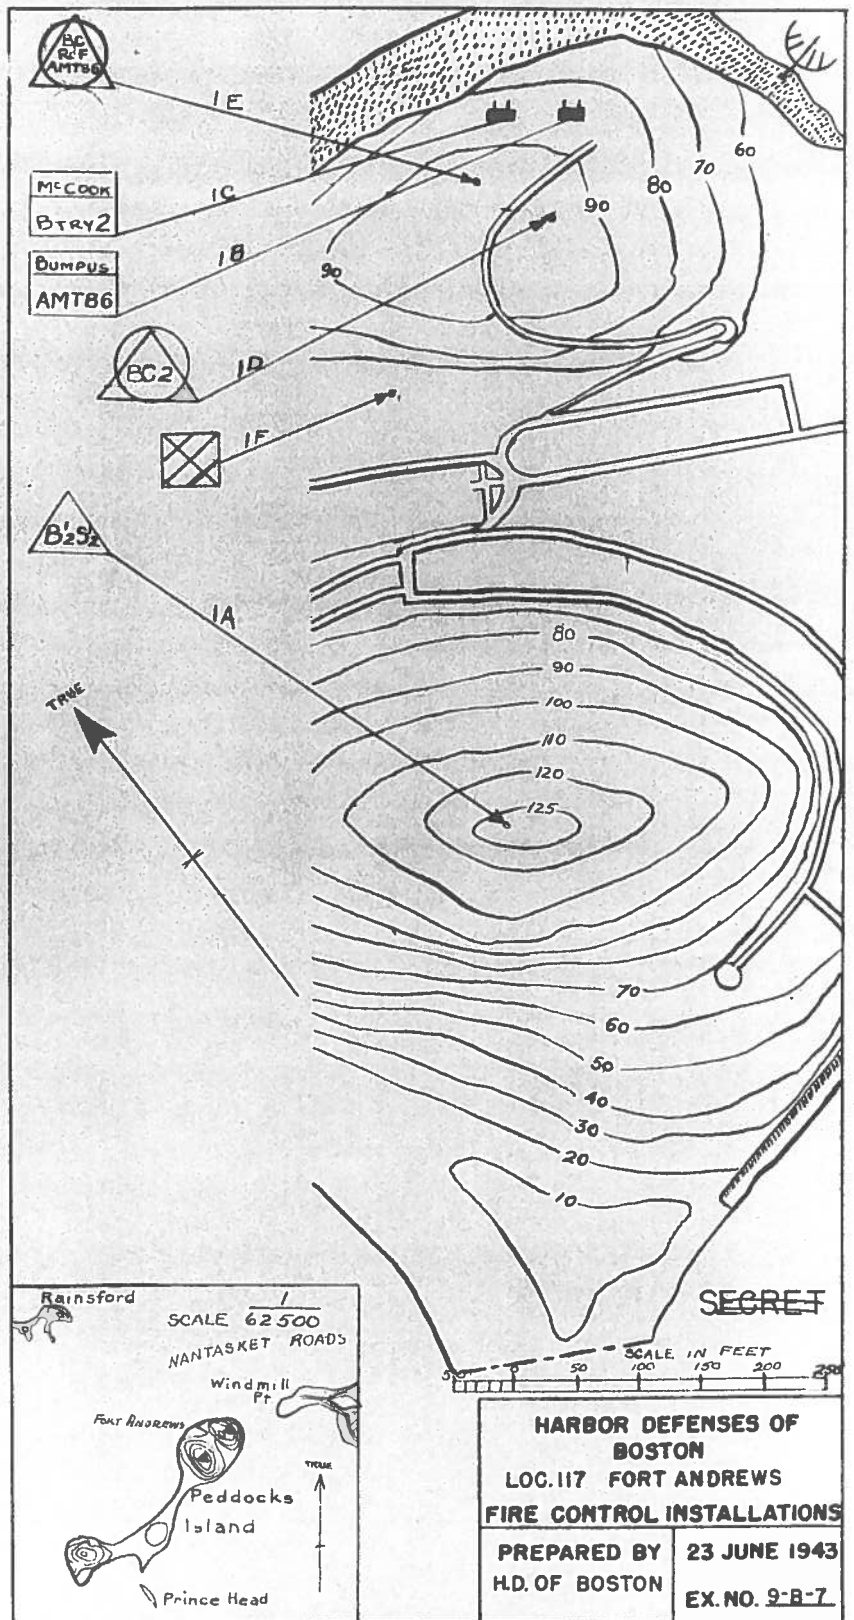 BC
RcF
AMTB6
1E
McCOOK
BTRY2
1C
BUMPUS
AMTB6
1B
BC2
1D
1F
B'2S'2
1A
TRUE
60
70
80
90
90
80
90
100
110
120
125
70
60
50
40
30
20
10
SECRET
SCALE IN FEET
50 0 50 100 150 200 250
Rainsford
SCALE 1
62500
NANTASKET ROADS
Windmill
Pt
FORT ANDREWS
TRUE
Peddocks
Island
Prince Head
HARBOR DEFENSES OF
BOSTON
LOC.117 FORT ANDREWS
FIRE CONTROL INSTALLATIONS
PREPARED BY
H.D. OF BOSTON
23 JUNE 1943
EX. NO. 9-B-7